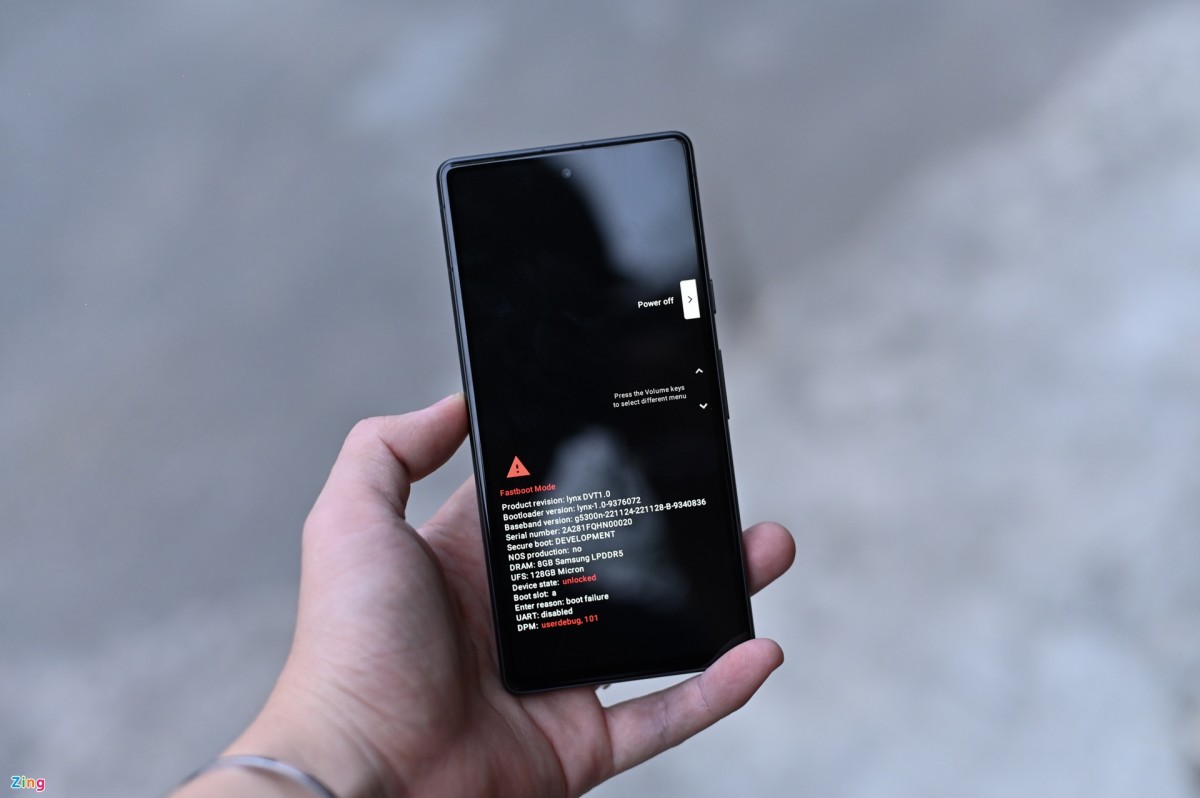 Power off
Press the Volume keys
to select different menu
Fastboot Mode
Product revision: lynx DVT1.0
Bootloader version: lynx-1.0-9376072
Baseband version: g5300n-221124-221128-B-9340836
Serial number: 2A281FQHN00020
Secure boot: DEVELOPMENT
NOS production: no
DRAM: 8GB Samsung LPDDR5
UFS: 128GB Micron
Device state: unlocked
Boot slot: a
Enter reason: boot failure
UART: disabled
DPM: userdebug, 101
Zing